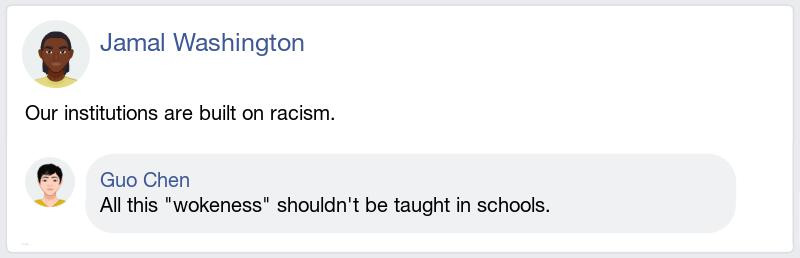 Jamal Washington
Our institutions are built on racism.
Guo Chen
All this "wokeness" shouldn't be taught in schools.